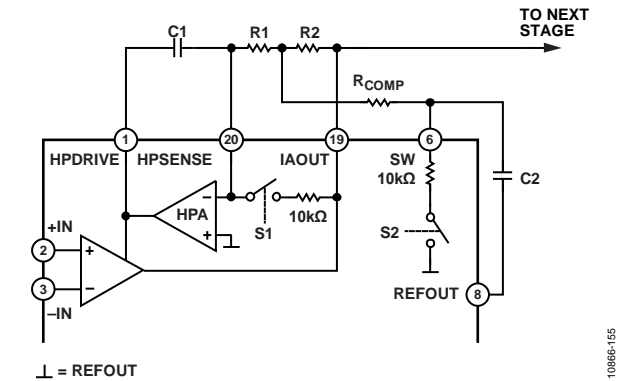 TO NEXT
STAGE
C1
R1
R2
RCOMP
1
20
19
6
HPDRIVE
HPSENSE
IAOUT
SW
10kΩ
C2
+IN
HPA
–
+
10kΩ
S1
S2
2
+
3
–
–IN
REFOUT
8
= REFOUT
10866-155